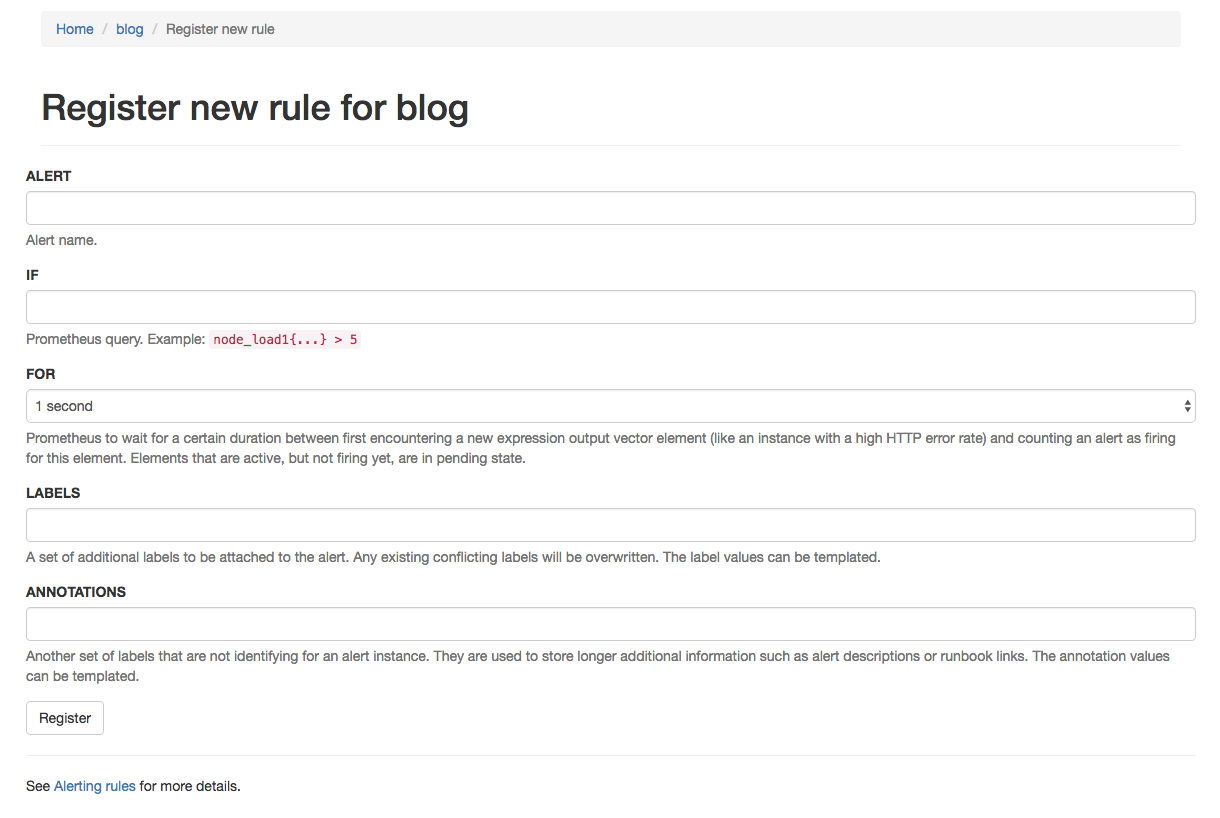 Home / blog / Register new rule
Register new rule for blog
ALERT
Alert name.
IF
Prometheus query. Example: node_load1{...} > 5
FOR
1 second
Prometheus to wait for a certain duration between first encountering a new expression output vector element (like an instance with a high HTTP error rate) and counting an alert as firing
for this element. Elements that are active, but not firing yet, are in pending state.
LABELS
A set of additional labels to be attached to the alert. Any existing conflicting labels will be overwritten. The label values can be templated.
ANNOTATIONS
Another set of labels that are not identifying for an alert instance. They are used to store longer additional information such as alert descriptions or runbook links. The annotation values
can be templated.
Register
See Alerting rules for more details.